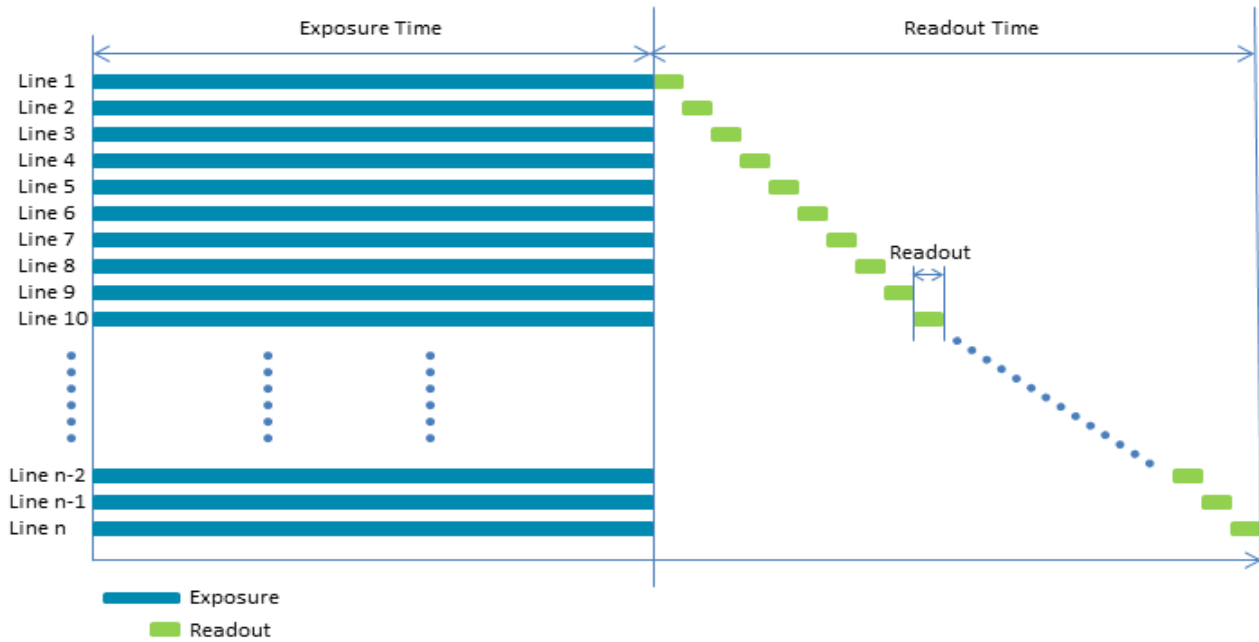 Exposure Time
Readout Time
Line 1
Line 2
Line 3
Line 4
Line 5
Line 6
Line 7
Line 8
Readout
Line 9
Line 10
Line n-2
Line n-1
Line n
Exposure
Readout